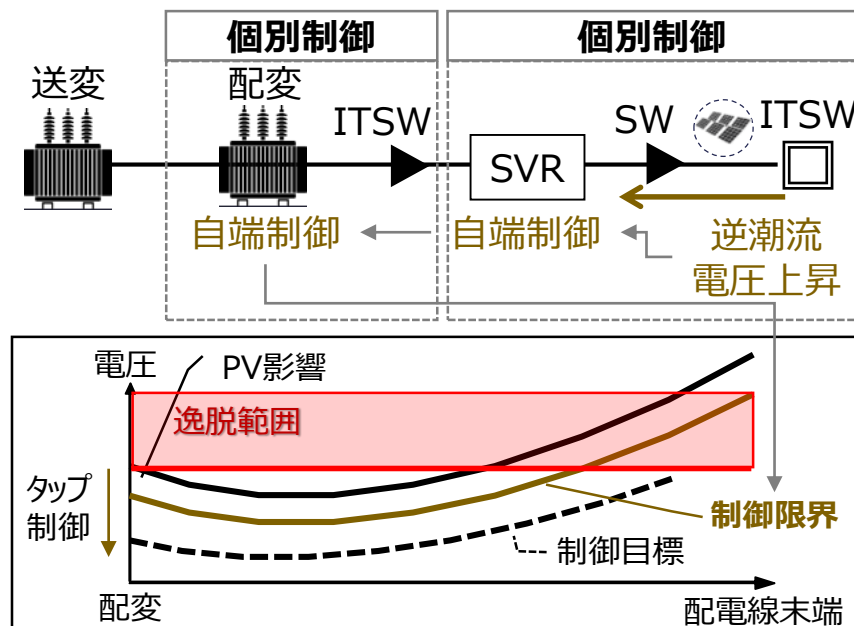 個別制御
個別制御
送変
配変
ITSW
SVR
SW
ITSW
自端制御
自端制御
逆潮流
電圧上昇
電圧
PV影響
逸脱範囲
タップ
制御
制御限界
制御目標
配変
配電線末端